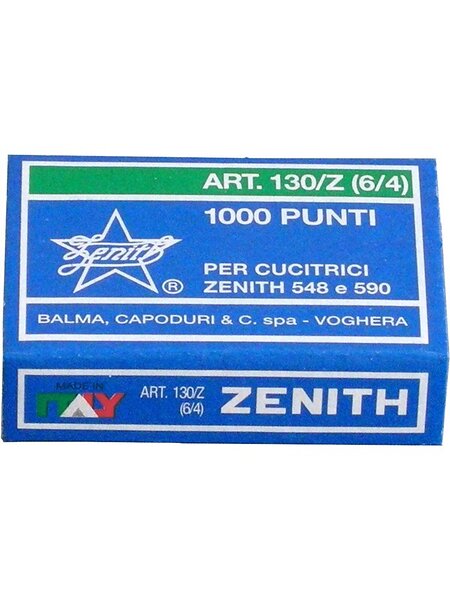 ART. 130/Z (6/4)
1000 PUNTI
Zenith
®
PER CUCITRICI
ZENITH 548 e 590
BALMA, CAPODURI & C. spa - VOGHERA
MADE IN
ITALY
ART. 130/Z
(6/4)
ZENITH